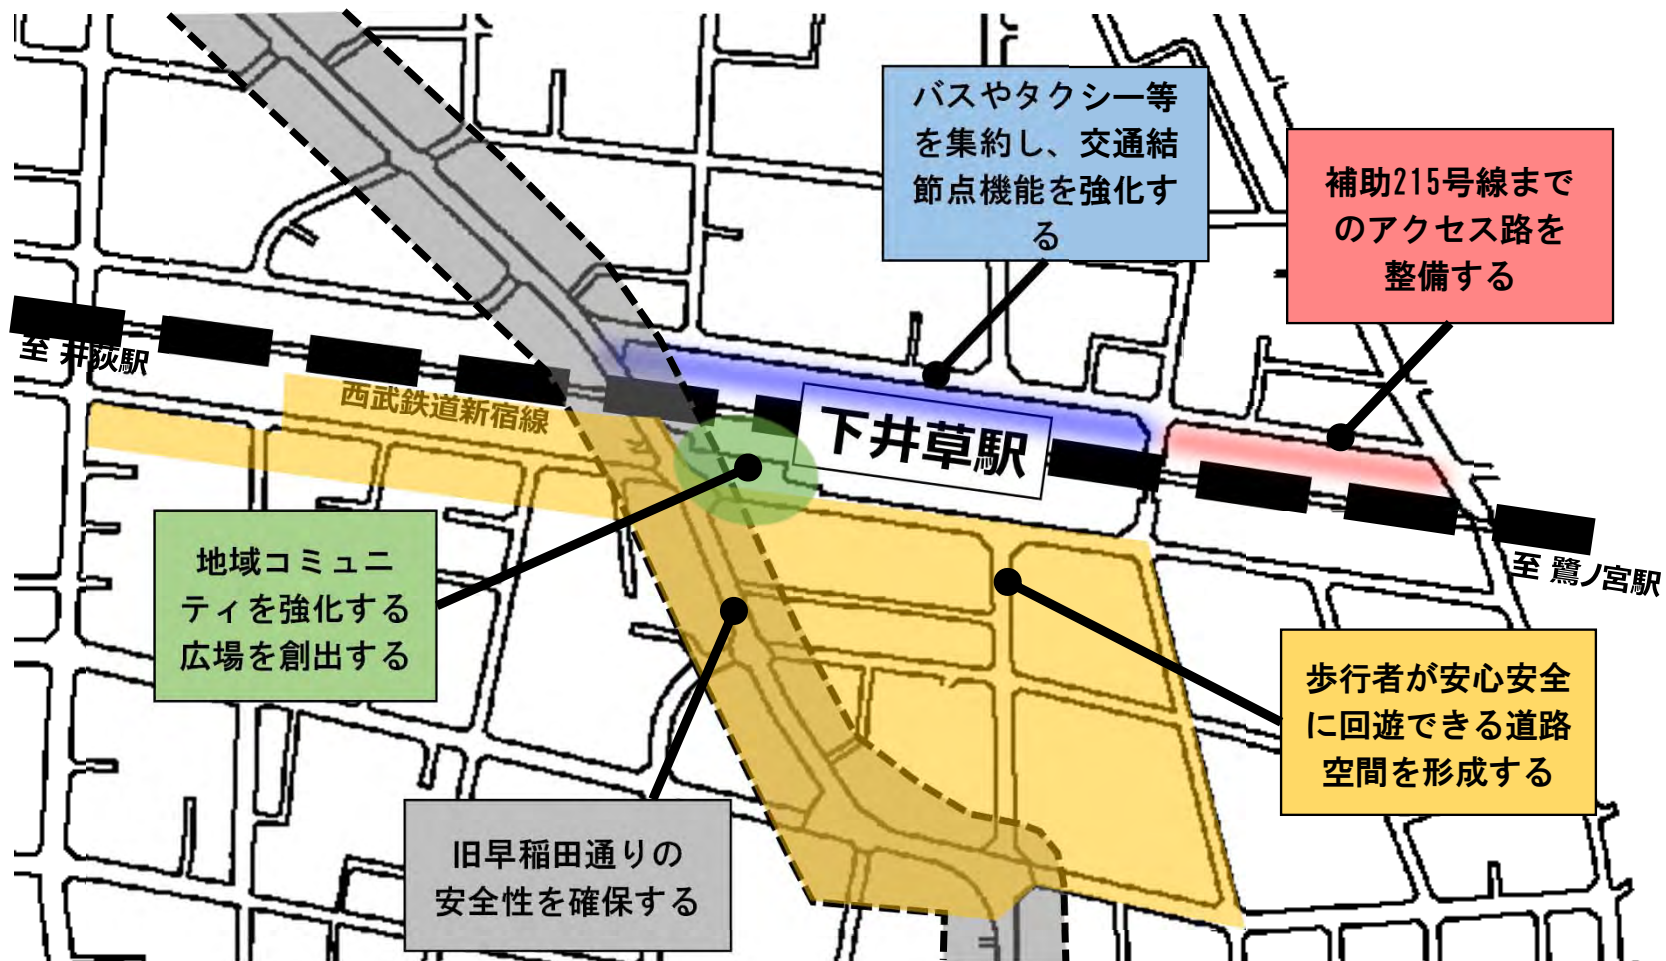 バスやタクシー等
を集約し、交通結
節点機能を強化す
る
補助215号線まで
のアクセス路を
整備する
至 井荻駅
西武鉄道新宿線
下井草駅
至 鷺ノ宮駅
地域コミュニ
ティを強化する
広場を創出する
歩行者が安心安全
に回遊できる道路
空間を形成する
旧早稲田通りの
安全性を確保する